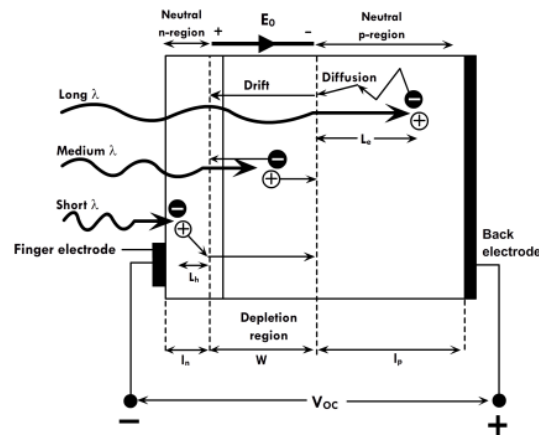 Neutral n-region
+ E₀ −
Neutral p-region
Long λ
Drift
Diffusion
−
+
Lₑ
Medium λ
−
+
Short λ
−
+
Finger electrode
Lₕ
Back electrode
Depletion region
lₙ
W
lₚ
V_OC
−
+